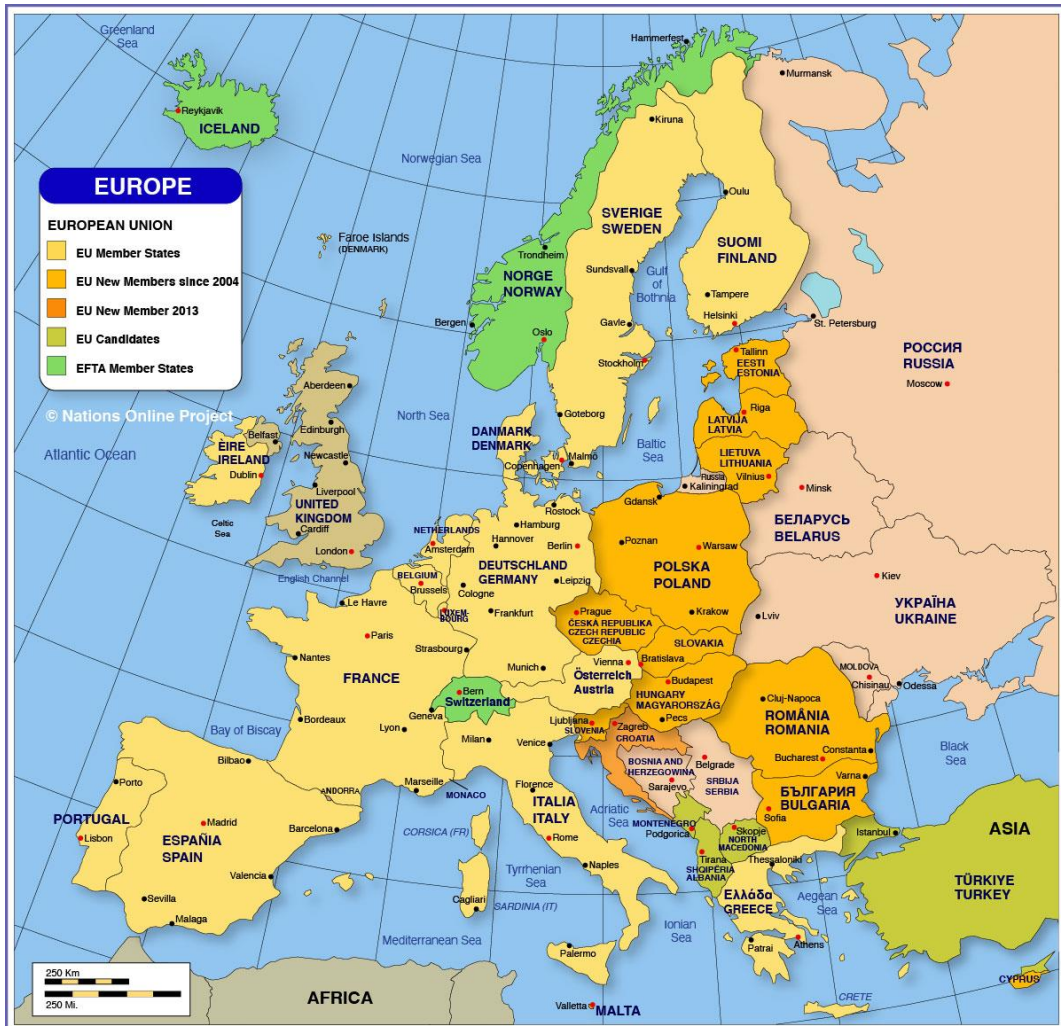 Greenland
Sea
Hammerfest
Murmansk
Reykjavik
ICELAND
Kiruna
Norwegian Sea
EUROPE
EUROPEAN UNION
EU Member States
EU New Members since 2004
EU New Member 2013
EU Candidates
EFTA Member States
© Nations Online Project
Oulu
SVERIGE
SWEDEN
SUOMI
FINLAND
Faroe Islands
(DENMARK)
Trondheim
NORGE
NORWAY
Sundsvall
Gulf
of
Bothnia
Tampere
Helsinki
Bergen
Oslo
Gavle
St. Petersburg
Stockholm
Tallinn
EESTI
ESTONIA
РОССИЯ
RUSSIA
Moscow
Aberdeen
North Sea
Goteborg
Riga
LATVIJA
LATVIA
Edinburgh
Belfast
DANMARK
DENMARK
Baltic
Sea
Atlantic Ocean
ÈIRE
IRELAND
Newcastle
Copenhagen
Malmö
LIETUVA
LITHUANIA
Dublin
Russia
Kaliningrad
Vilnius
Minsk
Liverpool
UNITED
KINGDOM
Rostock
Gdansk
БЕЛАРУСЬ
BELARUS
Celtic
Sea
Cardiff
NETHERLANDS
Hamburg
Hannover
London
Amsterdam
Berlin
Poznan
Warsaw
English Channel
DEUTSCHLAND
GERMANY
POLSKA
POLAND
Kiev
BELGIUM
Brussels
Cologne
Leipzig
УКРАЇНА
UKRAINE
Le Havre
LUXEM-
BOURG
Frankfurt
Prague
ČESKÁ REPUBLIKA
CZECH REPUBLIC
CZECHIA
Krakow
Lviv
Paris
Strasbourg
SLOVAKIA
Nantes
Munich
Vienna
Bratislava
MOLDOVA
FRANCE
Österreich
Austria
Budapest
Chisinau
Odessa
Bern
Switzerland
HUNGARY
MAGYARORSZÁG
Cluj-Napoca
Geneva
Bordeaux
Ljubljana
SLOVENIA
Pecs
ROMÂNIA
ROMANIA
Bay of Biscay
Lyon
Milan
Venice
Zagreb
CROATIA
Constanta
Black
Sea
Bilbao
BOSNIA AND
HERZEGOWINA
Belgrade
Bucharest
Porto
Marseille
Florence
Sarajevo
SRBIJA
SERBIA
Varna
ANDORRA
MONACO
ITALIA
ITALY
Adriatic
Sea
БЪЛГАРИЯ
BULGARIA
Sofia
PORTUGAL
Madrid
Barcelona
CORSICA (FR)
MONTENEGRO
Podgorica
Skopje
NORTH
MACEDONIA
Istanbul
ASIA
Lisbon
ESPAÑIA
SPAIN
Rome
Tirana
SHQIPËRIA
ALBANIA
Thessaloniki
Valencia
Tyrrhenian
Sea
Naples
TÜRKIYE
TURKEY
Sevilla
Cagliari
SARDINIA (IT)
Ελλάδα
GREECE
Aegean
Sea
Malaga
Ionian
Sea
Mediterranean Sea
Palermo
Patrai
Athens
250 Km
250 Mi.
AFRICA
CYPRUS
Valletta
MALTA
CRETE